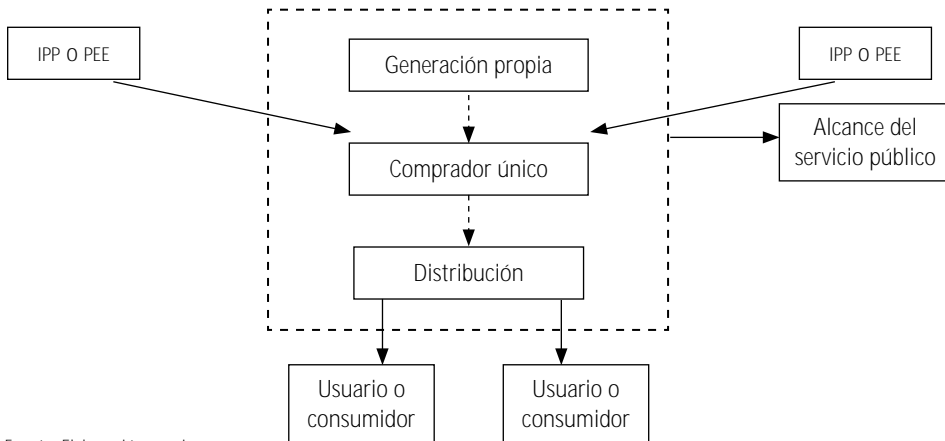 IPP O PEE
IPP O PEE
Generación propia
Alcance del
servicio público
Comprador único
Distribución
Usuario o
consumidor
Usuario o
consumidor